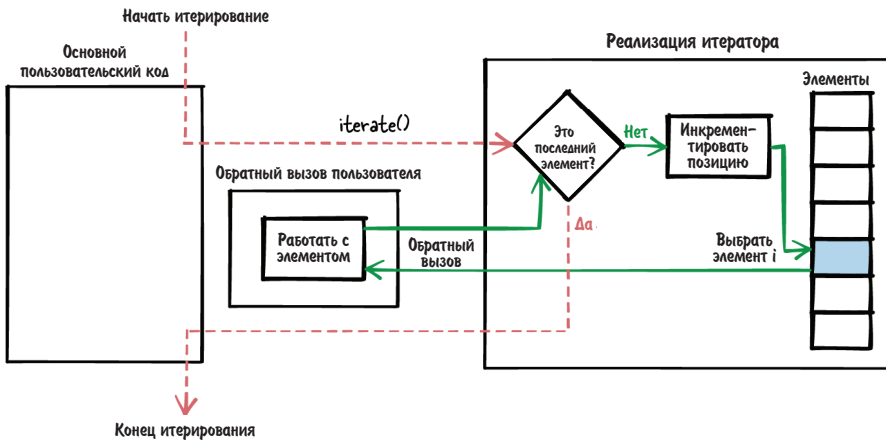 Начать итерирование
Основной
пользовательский код
Реализация итератора
Элементы
iterate()
Это
последний
элемент?
Нет
Инкремен-
тировать
позицию
Обратный вызов пользователя
Работать с
элементом
Обратный
вызов
Да
Выбрать
элемент i
Конец итерирования